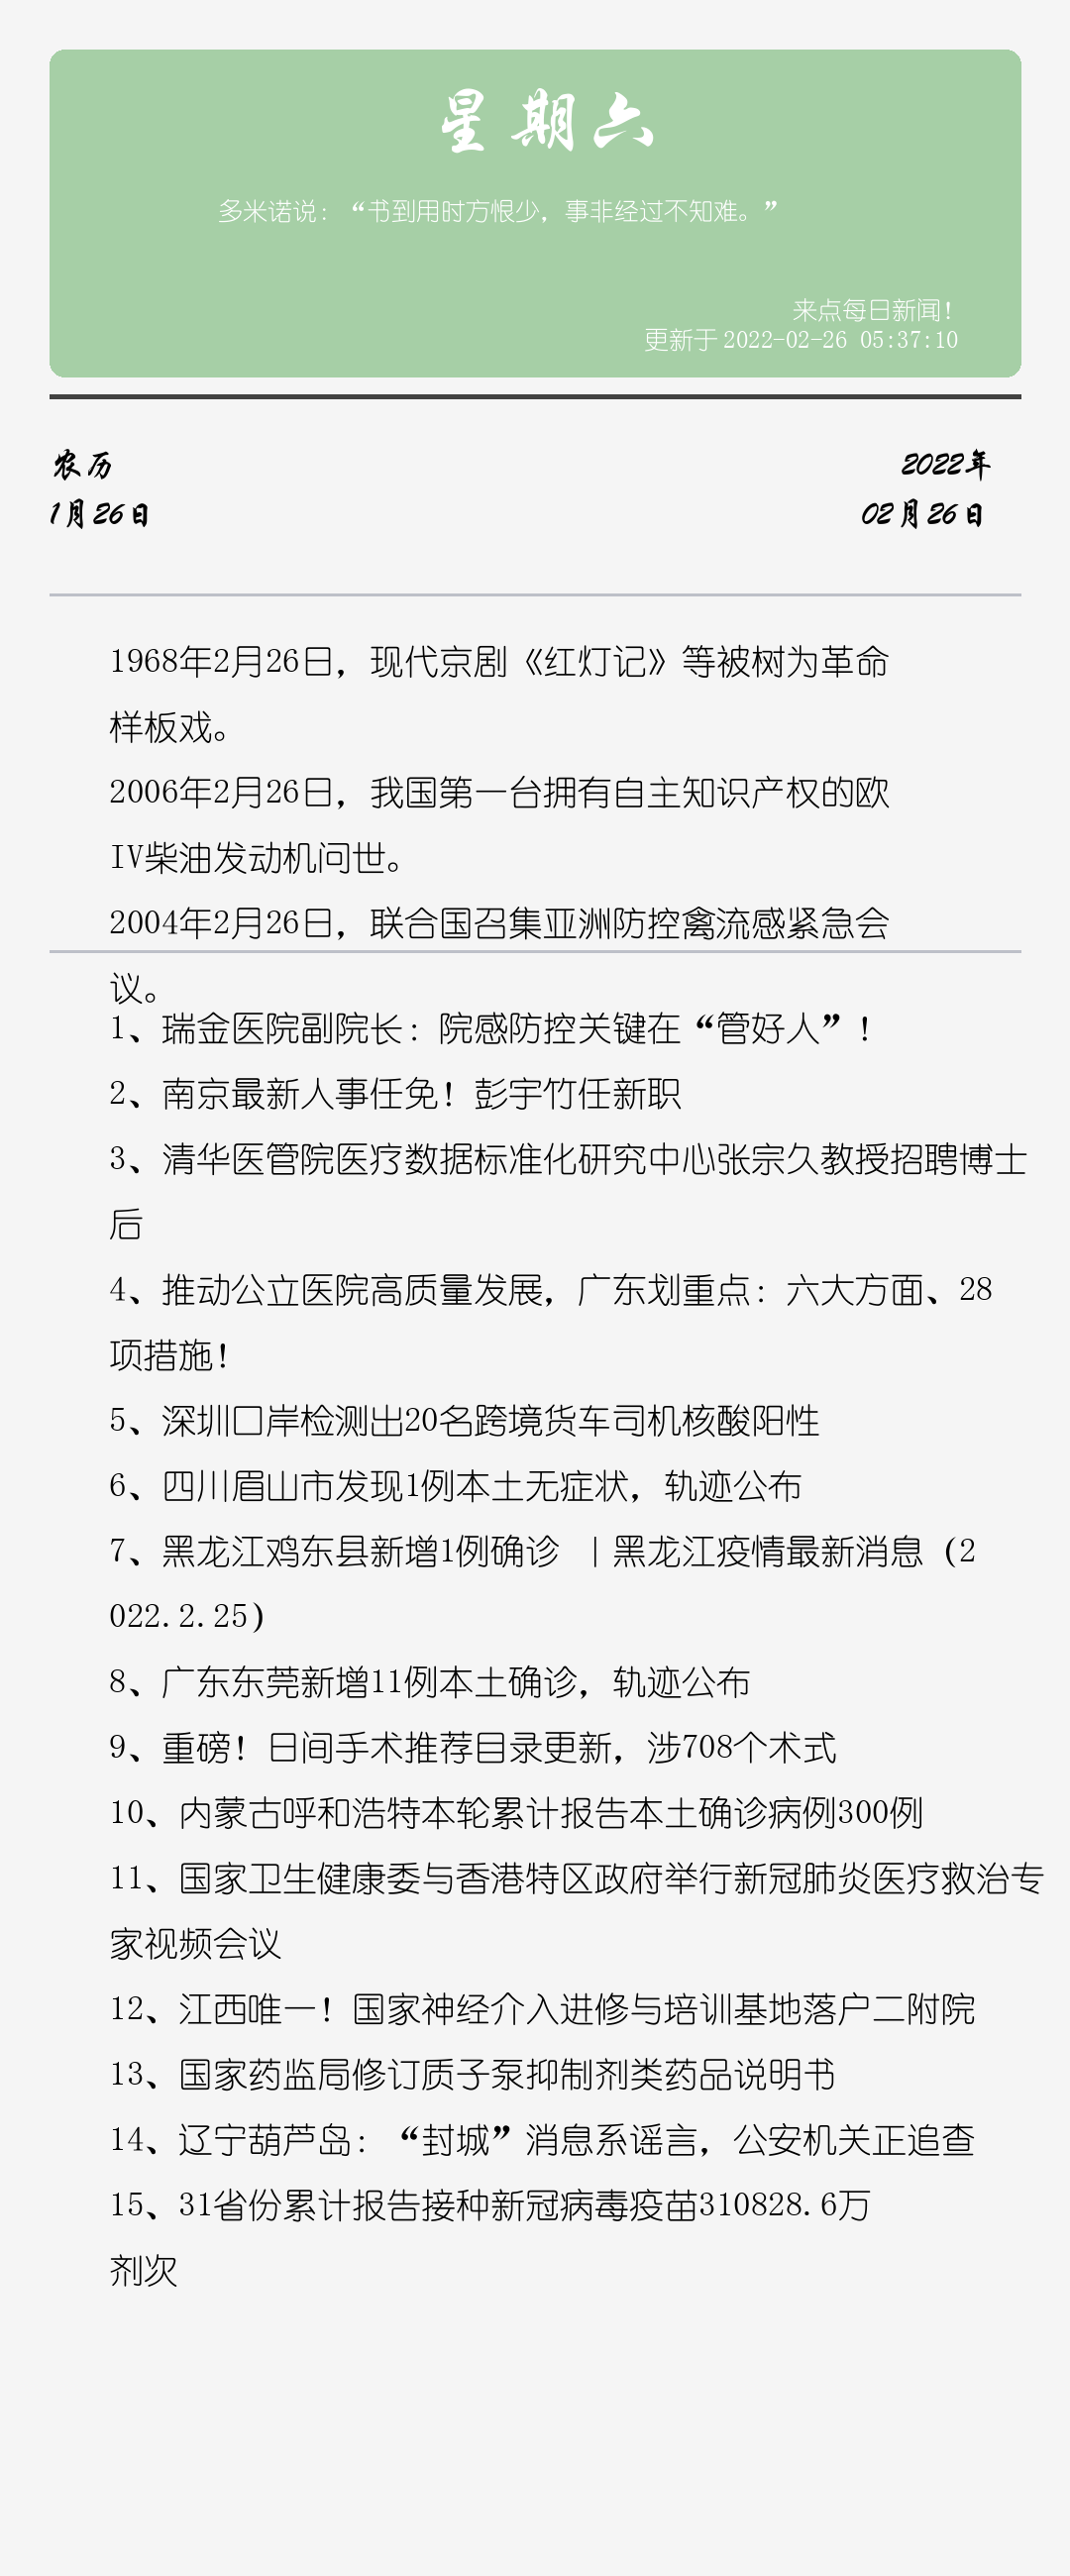 星期六
多米诺说：“书到用时方恨少，事非经过不知难。”
来点每日新闻！
更新于 2022-02-26 05:37:10
农历
2022年
1月26日
02月26日
1968年2月26日，现代京剧《红灯记》等被树为革命
样板戏。
2006年2月26日，我国第一台拥有自主知识产权的欧
IV柴油发动机问世。
2004年2月26日，联合国召集亚洲防控禽流感紧急会
议。
1、瑞金医院副院长：院感防控关键在“管好人”！
2、南京最新人事任免！彭宇竹任新职
3、清华医管院医疗数据标准化研究中心张宗久教授招聘博士
后
4、推动公立医院高质量发展，广东划重点：六大方面、28
项措施！
5、深圳口岸检测出20名跨境货车司机核酸阳性
6、四川眉山市发现1例本土无症状，轨迹公布
7、黑龙江鸡东县新增1例确诊 |黑龙江疫情最新消息（2
022.2.25）
8、广东东莞新增11例本土确诊，轨迹公布
9、重磅！日间手术推荐目录更新，涉708个术式
10、内蒙古呼和浩特本轮累计报告本土确诊病例300例
11、国家卫生健康委与香港特区政府举行新冠肺炎医疗救治专
家视频会议
12、江西唯一！国家神经介入进修与培训基地落户二附院
13、国家药监局修订质子泵抑制剂类药品说明书
14、辽宁葫芦岛：“封城”消息系谣言，公安机关正追查
15、31省份累计报告接种新冠病毒疫苗310828.6万
剂次